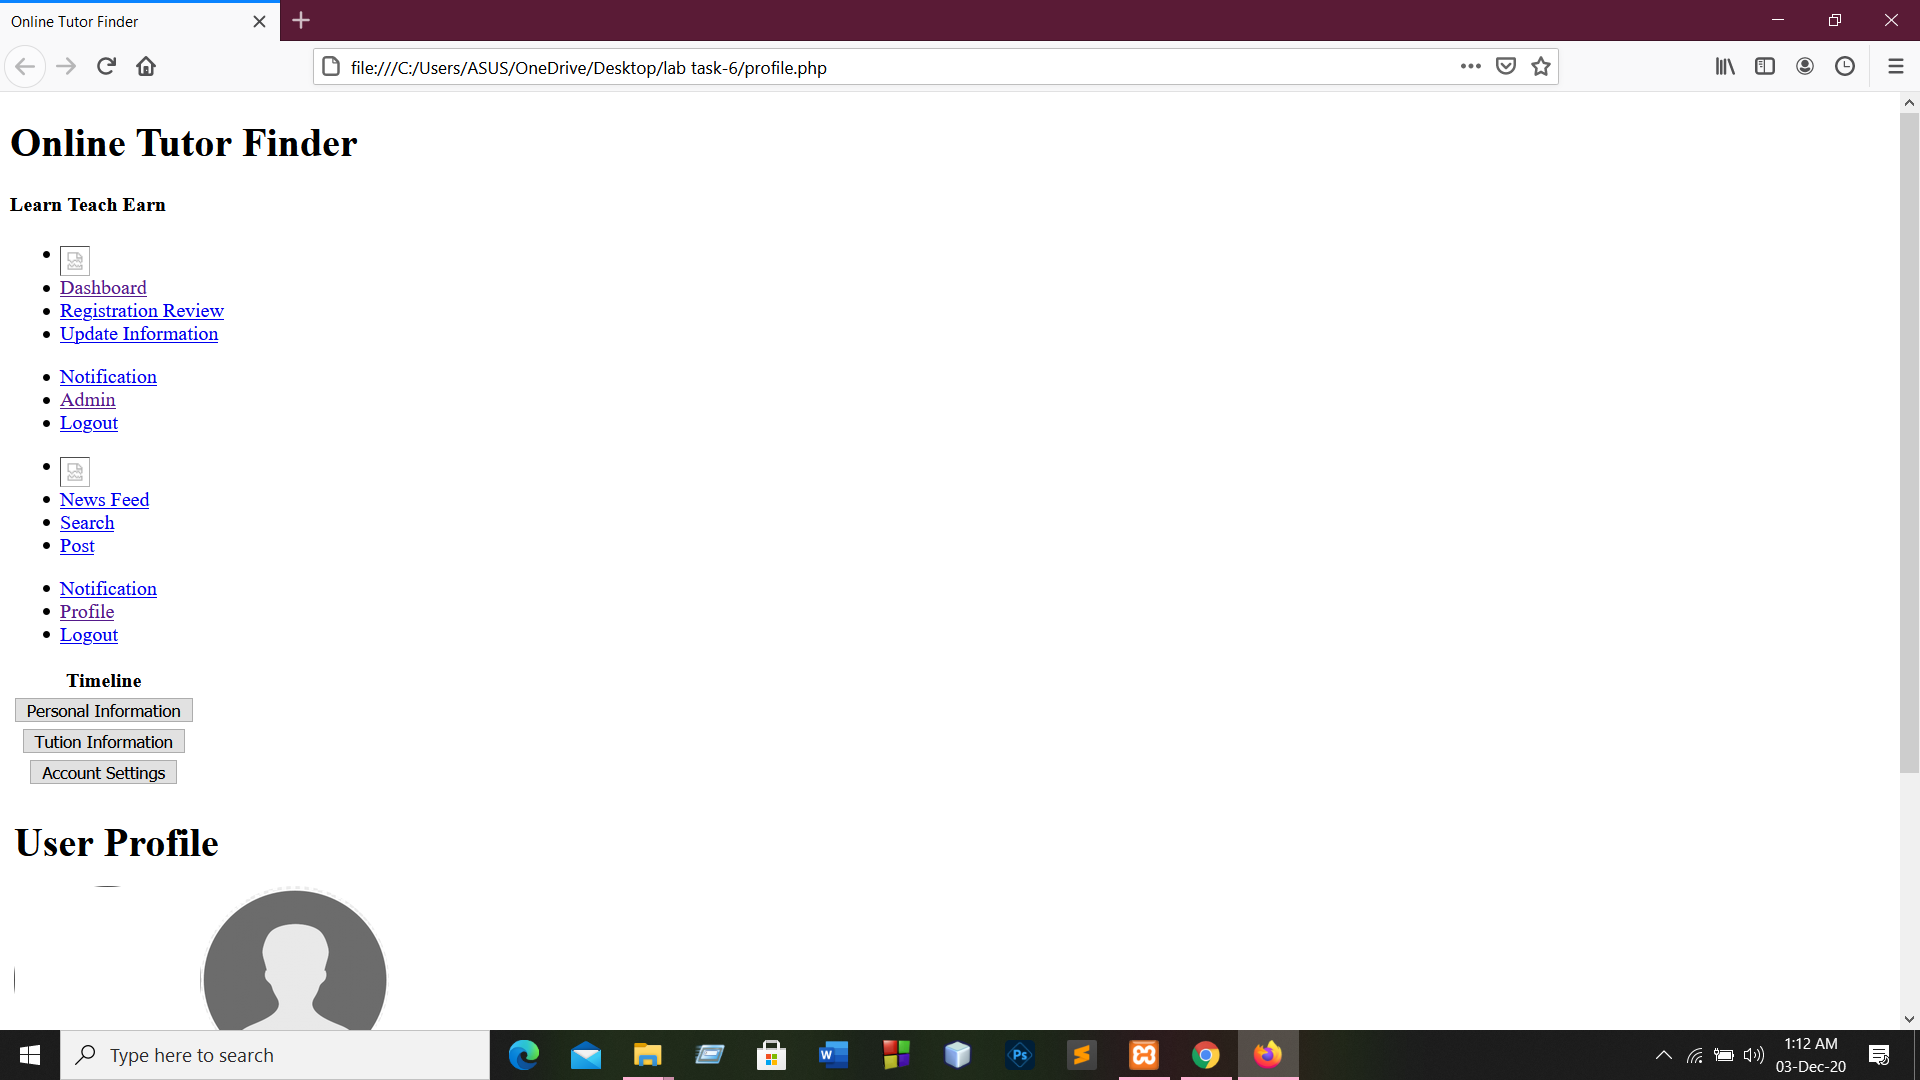 Online Tutor Finder
file:///C:/Users/ASUS/OneDrive/Desktop/lab task-6/profile.php
Online Tutor Finder
Learn Teach Earn
Dashboard
Registration Review
Update Information
Notification
Admin
Logout
News Feed
Search
Post
Notification
Profile
Logout
Timeline
Personal Information
Tution Information
Account Settings
User Profile
Type here to search
W
Ps
1:12 AM
03-Dec-20